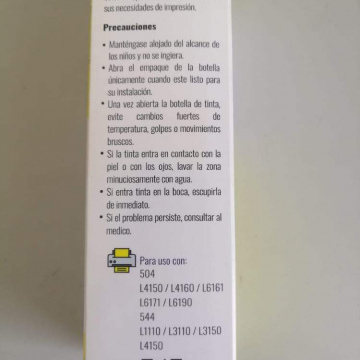 sus necesidades de impresión.
Precauciones
• Manténgase alejado del alcance de
los niños y no se ingiera.
• Abra el empaque de la botella
únicamente cuando este listo para
su instalación.
• Una vez abierta la botella de tinta,
evite cambios fuertes de
temperatura, golpes o movimientos
bruscos.
• Si la tinta entra en contacto con la
piel o con los ojos, lavar la zona
minuciosamente con agua.
• Si entra tinta en la boca, escupirla
de inmediato.
• Si el problema persiste, consultar al
medico.
Para uso con:
504
L4150 / L4160 / L6161
L6171 / L6190
544
L1110 / L3110 / L3150
L4150